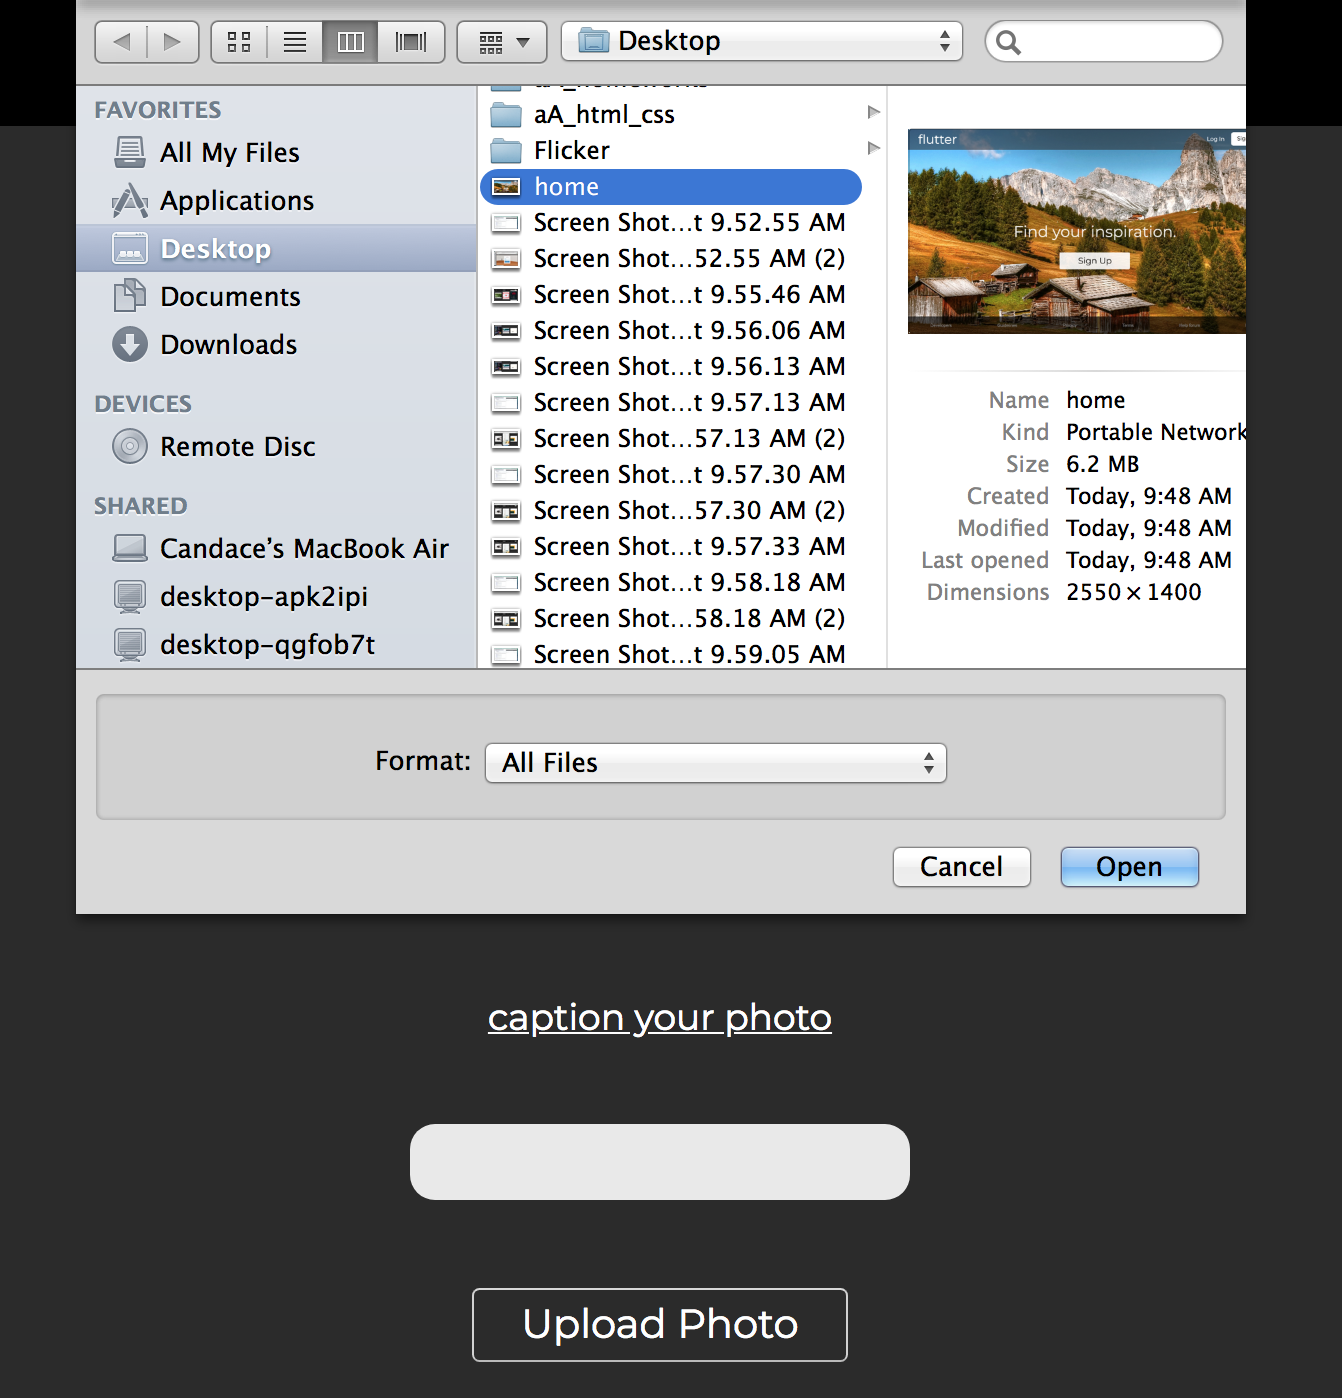 Desktop
FAVORITES
All My Files
Applications
Desktop
Documents
Downloads
DEVICES
Remote Disc
SHARED
Candace’s MacBook Air
desktop-apk2ipi
desktop-qgfob7t
aA_homeworks
aA_html_css
Flicker
home
Screen Shot...t 9.52.55 AM
Screen Shot...52.55 AM (2)
Screen Shot...t 9.55.46 AM
Screen Shot...t 9.56.06 AM
Screen Shot...t 9.56.13 AM
Screen Shot...t 9.57.13 AM
Screen Shot...57.13 AM (2)
Screen Shot...t 9.57.30 AM
Screen Shot...57.30 AM (2)
Screen Shot...t 9.57.33 AM
Screen Shot...t 9.58.18 AM
Screen Shot...58.18 AM (2)
Screen Shot...t 9.59.05 AM
flutter
Log In
Find your inspiration.
Sign Up
Name home
Kind Portable Network
Size 6.2 MB
Created Today, 9:48 AM
Modified Today, 9:48 AM
Last opened Today, 9:48 AM
Dimensions 2550×1400
Format: All Files
Cancel Open
caption your photo
Upload Photo